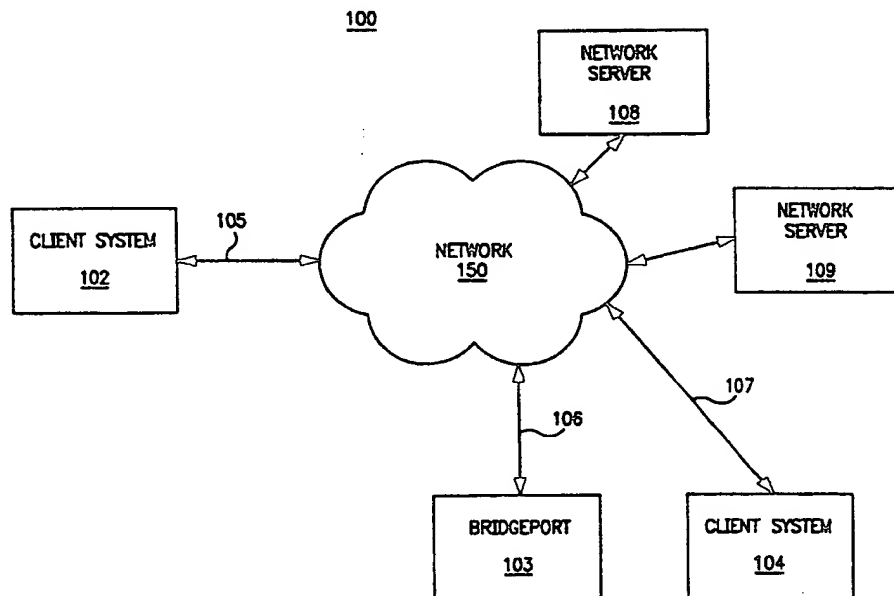 100
NETWORK
SERVER
108
105
CLIENT SYSTEM
102
NETWORK
150
NETWORK
SERVER
109
107
106
BRIDGEPORT
103
CLIENT SYSTEM
104